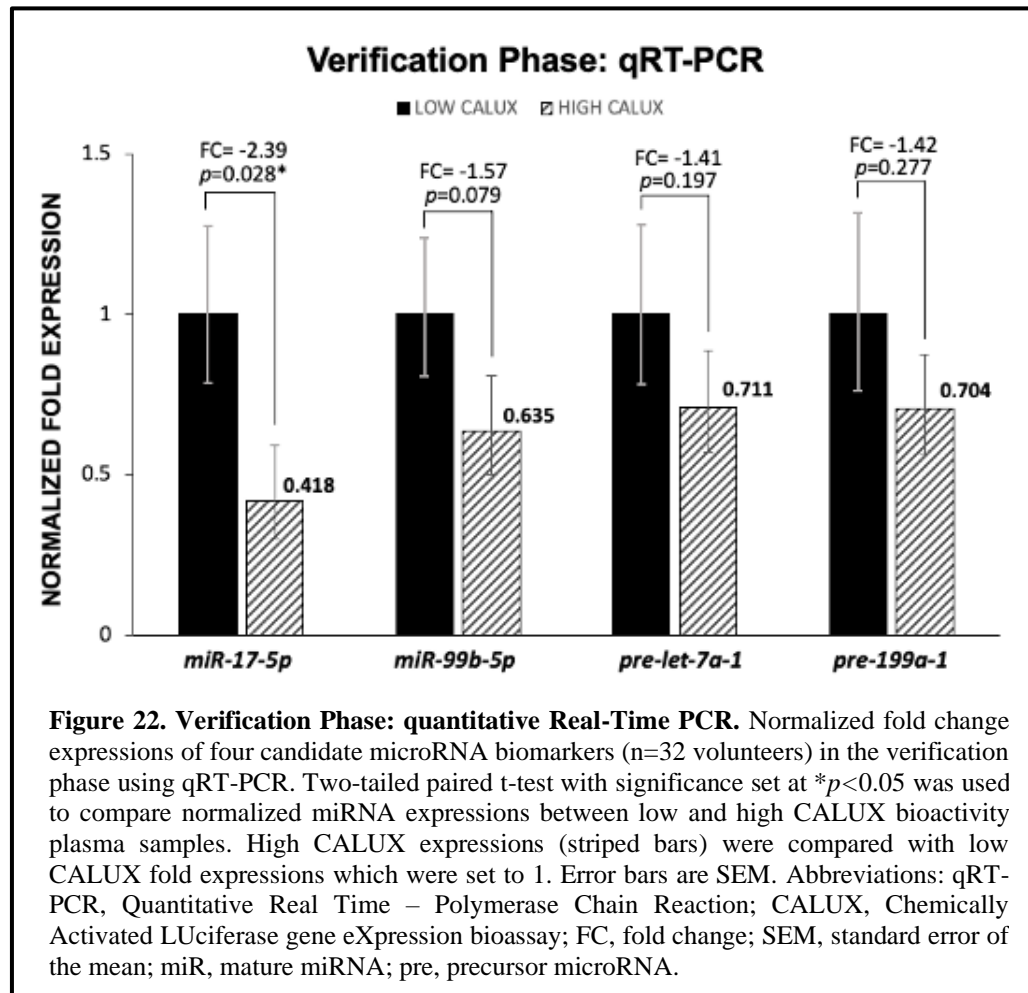 Verification Phase: qRT-PCR
■ LOW CALUX ▨ HIGH CALUX
NORMALIZED FOLD EXPRESSION
1.5
1
0.5
0
FC= -2.39
p=0.028*
FC= -1.57
p=0.079
FC= -1.41
p=0.197
FC= -1.42
p=0.277
0.418
0.635
0.711
0.704
miR-17-5p
miR-99b-5p
pre-let-7a-1
pre-199a-1
Figure 22. Verification Phase: quantitative Real-Time PCR. Normalized fold change
expressions of four candidate microRNA biomarkers (n=32 volunteers) in the verification
phase using qRT-PCR. Two-tailed paired t-test with significance set at *p<0.05 was used
to compare normalized miRNA expressions between low and high CALUX bioactivity
plasma samples. High CALUX expressions (striped bars) were compared with low
CALUX fold expressions which were set to 1. Error bars are SEM. Abbreviations: qRT-
PCR, Quantitative Real Time – Polymerase Chain Reaction; CALUX, Chemically
Activated LUciferase gene eXpression bioassay; FC, fold change; SEM, standard error of
the mean; miR, mature miRNA; pre, precursor microRNA.